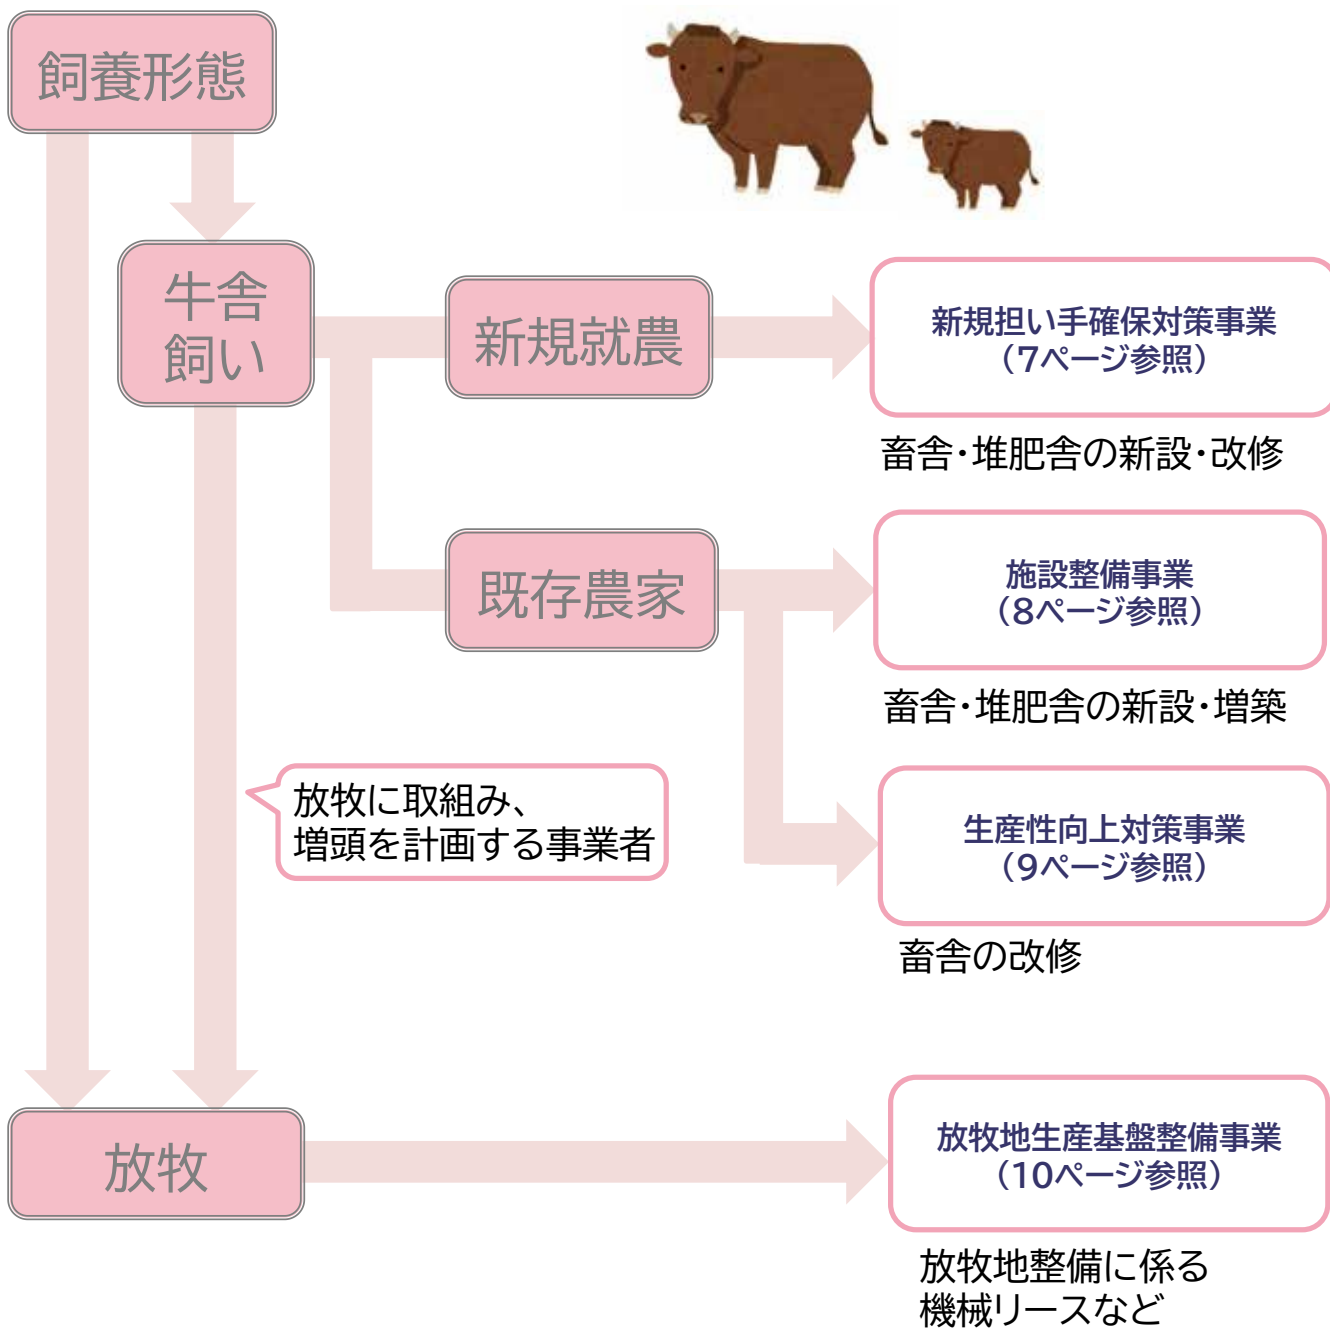 飼養形態
牛舎
飼い
新規就農
新規担い手確保対策事業
（7ページ参照）
畜舎・堆肥舎の新設・改修
既存農家
施設整備事業
（8ページ参照）
畜舎・堆肥舎の新設・増築
放牧に取組み、
増頭を計画する事業者
生産性向上対策事業
（9ページ参照）
畜舎の改修
放牧
放牧地生産基盤整備事業
（10ページ参照）
放牧地整備に係る
機械リースなど